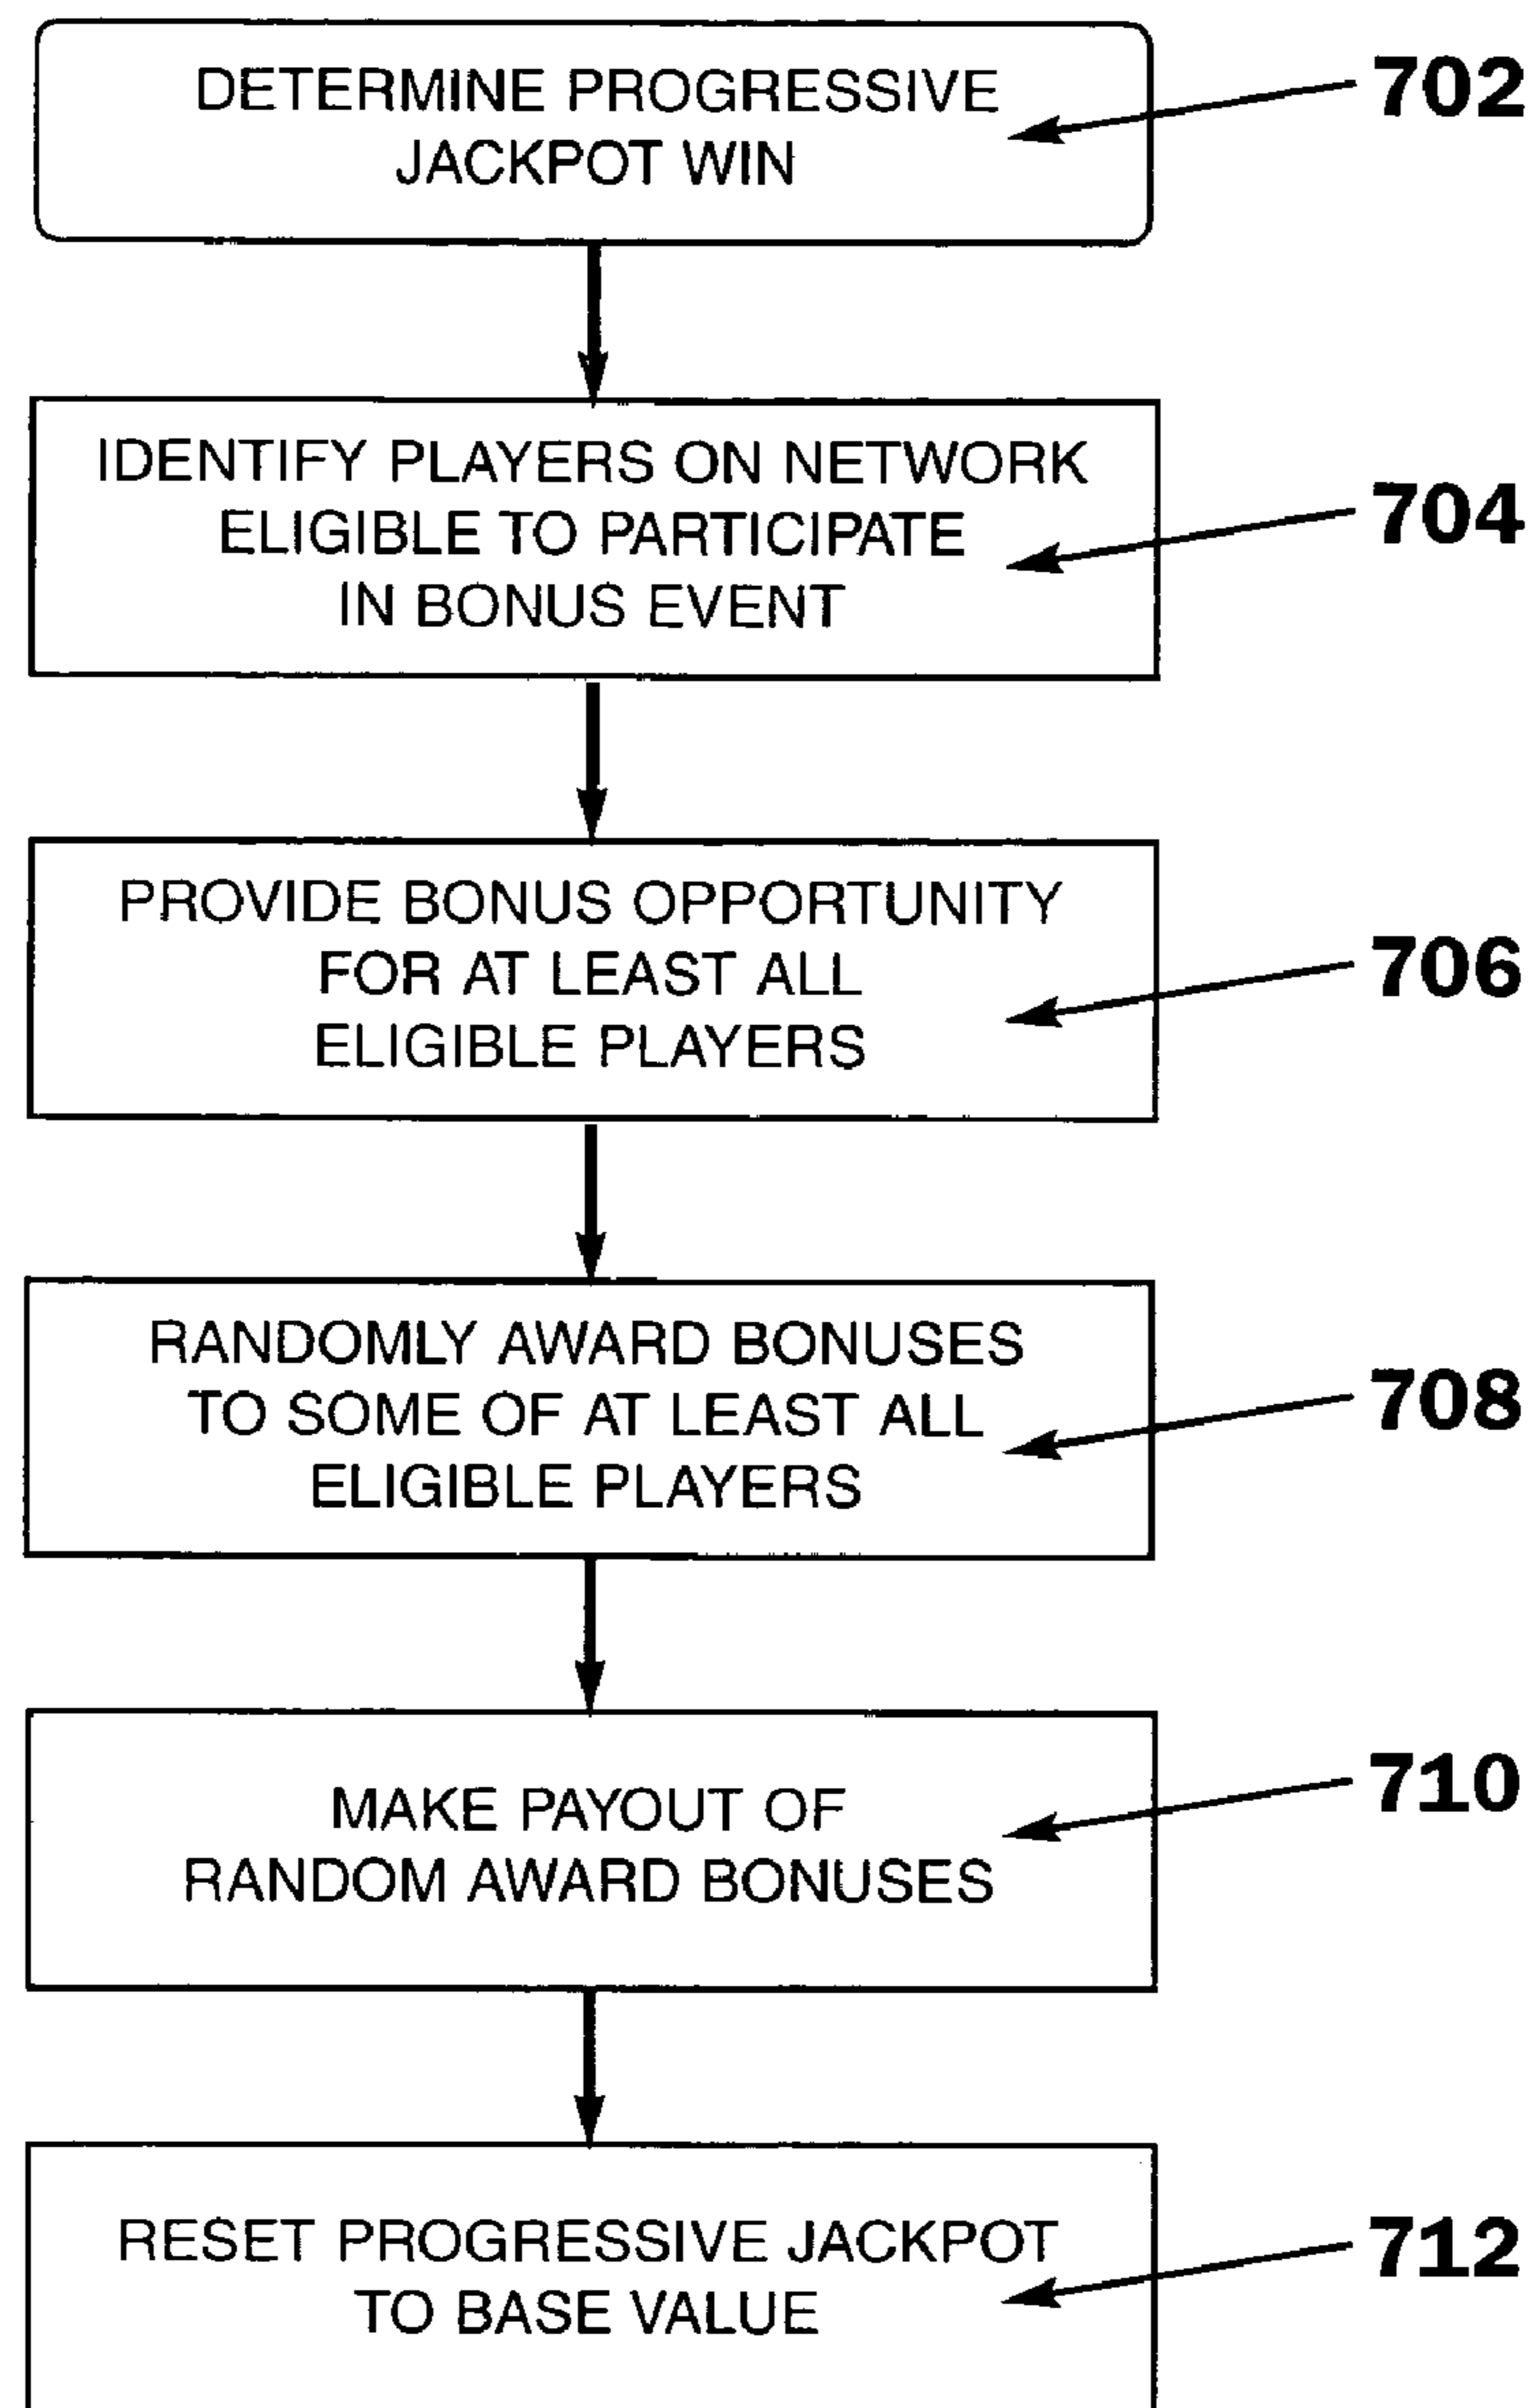 DETERMINE PROGRESSIVE
JACKPOT WIN
702
IDENTIFY PLAYERS ON NETWORK
ELIGIBLE TO PARTICIPATE
IN BONUS EVENT
704
PROVIDE BONUS OPPORTUNITY
FOR AT LEAST ALL
ELIGIBLE PLAYERS
706
RANDOMLY AWARD BONUSES
TO SOME OF AT LEAST ALL
ELIGIBLE PLAYERS
708
MAKE PAYOUT OF
RANDOM AWARD BONUSES
710
RESET PROGRESSIVE JACKPOT
TO BASE VALUE
712